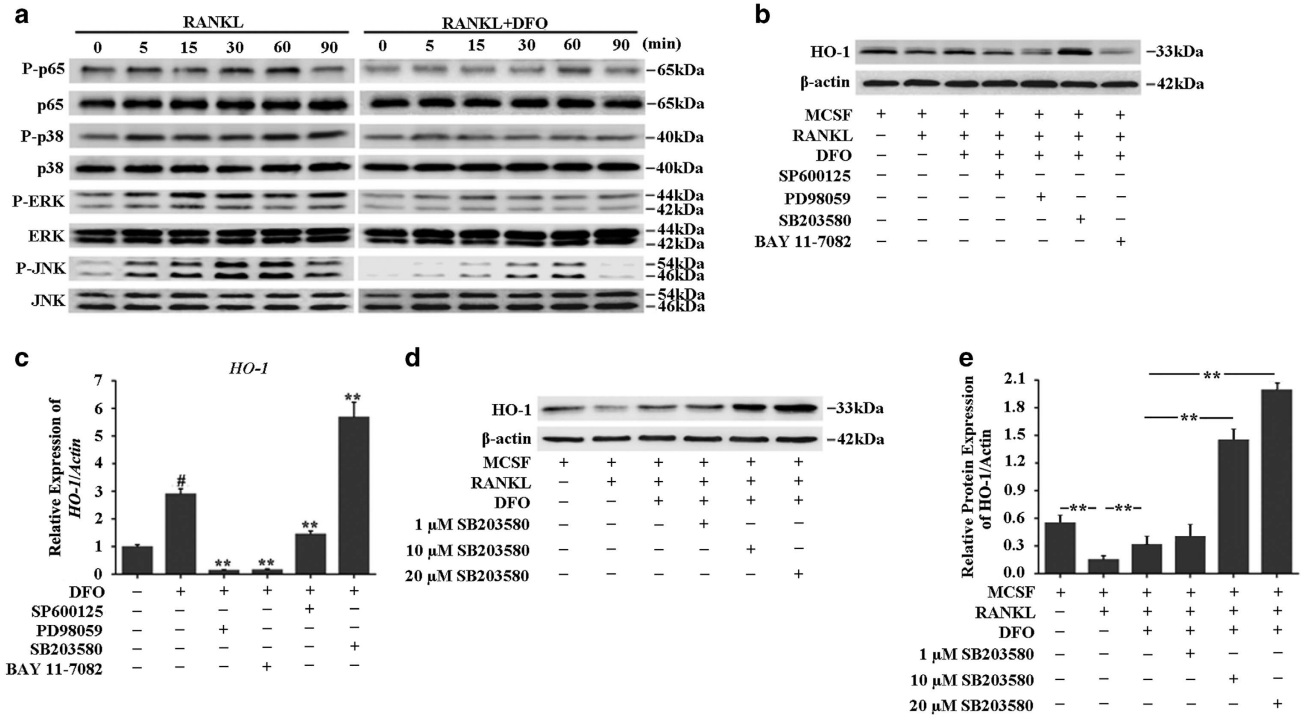 a
RANKL
RANKL+DFO
0 5 15 30 60 90
0 5 15 30 60 90 (min)
P-p65
65kDa
p65
65kDa
P-p38
40kDa
p38
40kDa
P-ERK
44kDa
42kDa
ERK
44kDa
42kDa
P-JNK
54kDa
46kDa
JNK
54kDa
46kDa
b
HO-1
33kDa
β-actin
42kDa
MCSF + + + + + + +
RANKL – + + + + + +
DFO – – + + + + +
SP600125 – – – + – – –
PD98059 – – – – + – –
SB203580 – – – – – + –
BAY 11-7082 – – – – – – +
c
HO-1
Relative Expression of
HO-1/Actin
7
6
5
4
3
2
1
0
#
**
**
**
**
DFO – + + + + +
SP600125 – – – – + –
PD98059 – – + – – –
SB203580 – – – – – +
BAY 11-7082 – – – + – –
d
HO-1
33kDa
β-actin
42kDa
MCSF + + + + + +
RANKL – + + + + +
DFO – – + + + +
1 μM SB203580 – – – + – –
10 μM SB203580 – – – – + –
20 μM SB203580 – – – – – +
e
Relative Protein Expression
of HO-1/Actin
2.1
1.8
1.5
1.2
0.9
0.6
0.3
0.0
**
**
**
**
MCSF + + + + + +
RANKL – + + + + +
DFO – – + + + +
1 μM SB203580 – – – + – –
10 μM SB203580 – – – – + –
20 μM SB203580 – – – – – +